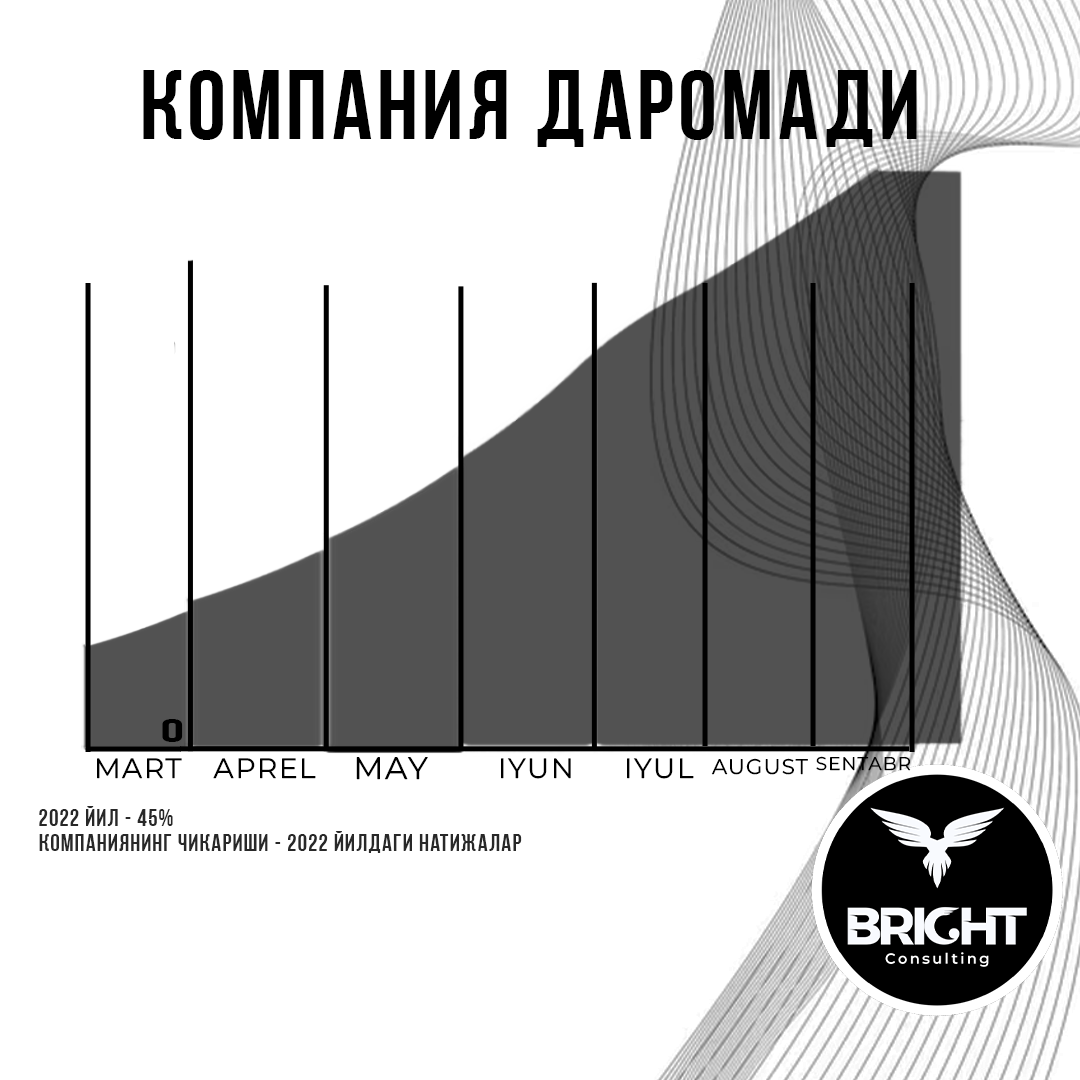 КОМПАНИЯ ДАРОМАДИ
0
MART APREL MAY IYUN IYUL AUGUST SENTABR
2022 ЙИЛ - 45%
КОМПАНИЯНИНГ ЧИКАРИШИ - 2022 ЙИЛДАГИ НАТИЖАЛАР
BRIGHT
Consulting